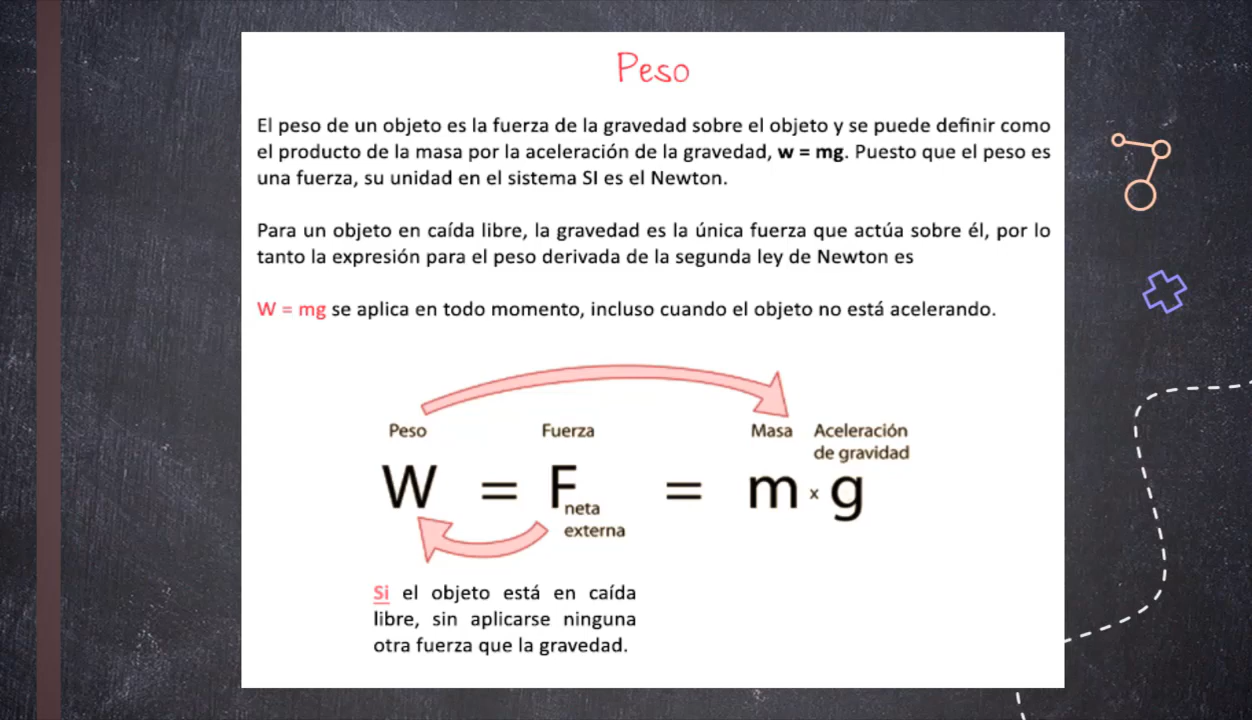 Peso
El peso de un objeto es la fuerza de la gravedad sobre el objeto y se puede definir como
el producto de la masa por la aceleración de la gravedad, w = mg. Puesto que el peso es
una fuerza, su unidad en el sistema SI es el Newton.
Para un objeto en caída libre, la gravedad es la única fuerza que actúa sobre él, por lo
tanto la expresión para el peso derivada de la segunda ley de Newton es
W = mg se aplica en todo momento, incluso cuando el objeto no está acelerando.
Peso Fuerza Masa Aceleración
de gravidad
W = F = m x g
neta
externa
Si el objeto está en caída
libre, sin aplicarse ninguna
otra fuerza que la gravedad.